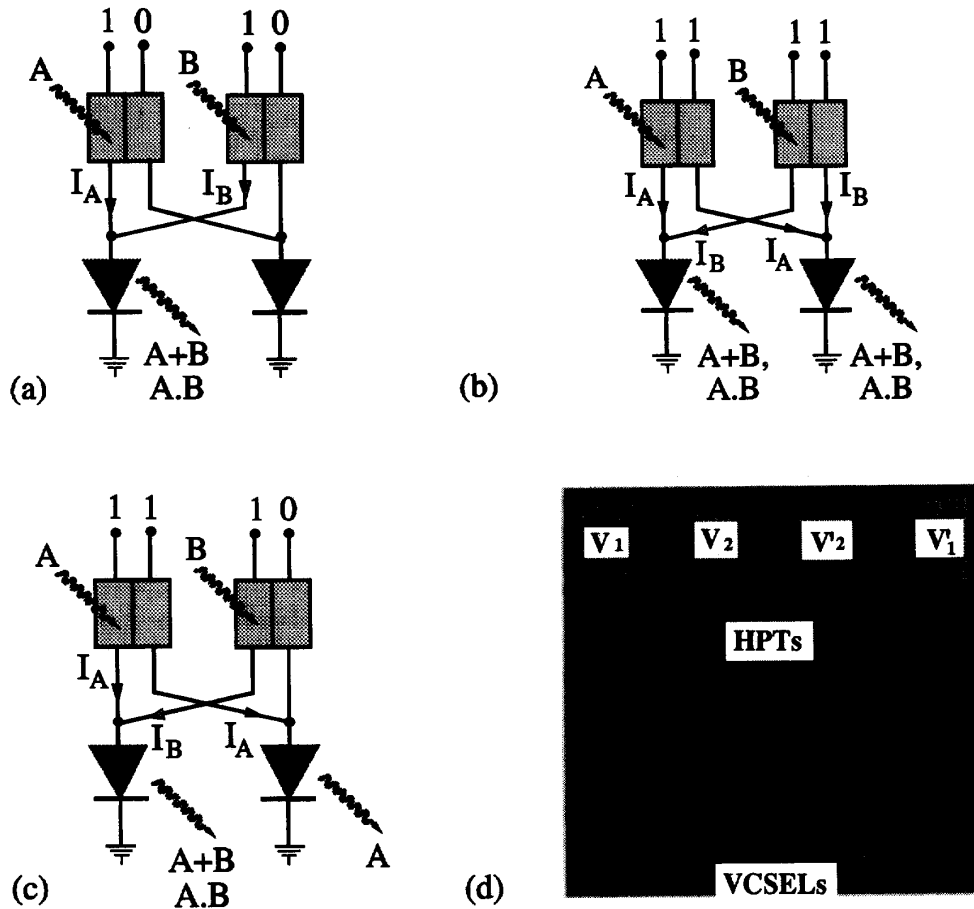 1 0 1 0
A B
I_A I_B
A+B
A.B
(a)
1 1 1 1
A B
I_A I_B
I_B I_A
A+B, A+B,
A.B A.B
(b)
1 1 1 0
A B
I_A
I_B I_A
A+B A
A.B
(c)
V1 V2 V'2 V'1
HPTs
VCSELs
(d)